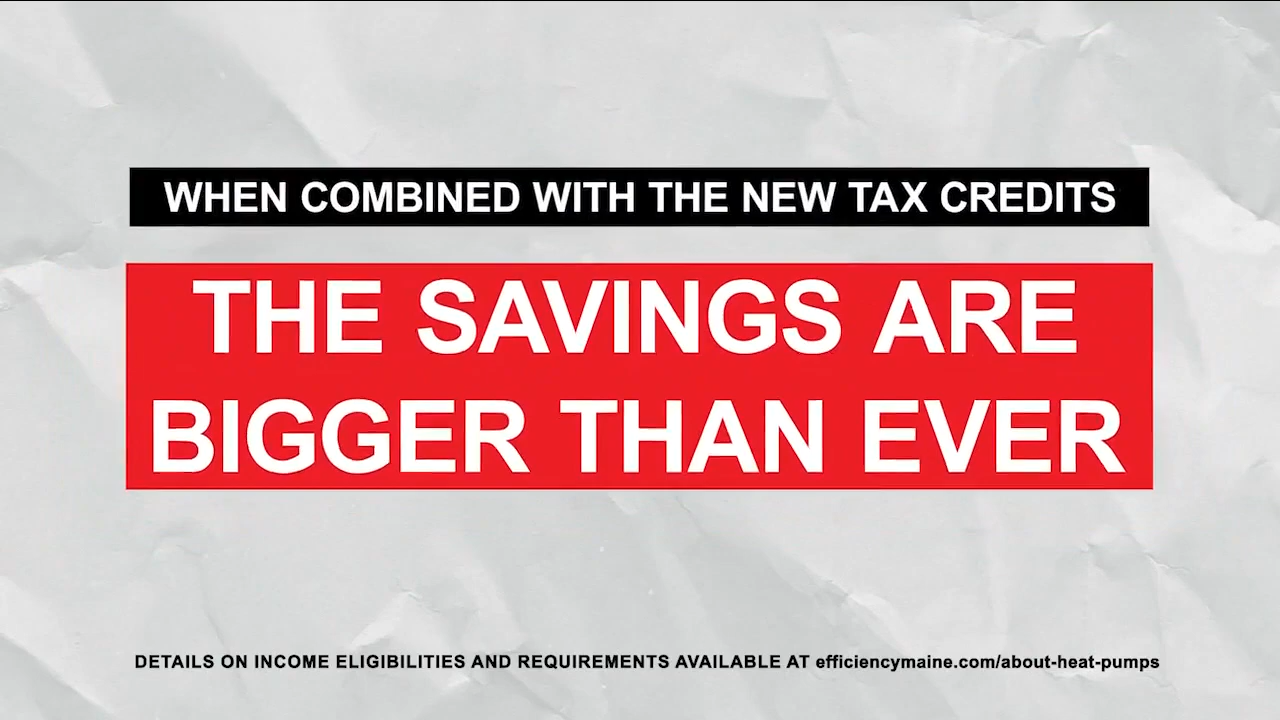 WHEN COMBINED WITH THE NEW TAX CREDITS
THE SAVINGS ARE
BIGGER THAN EVER
DETAILS ON INCOME ELIGIBILITIES AND REQUIREMENTS AVAILABLE AT efficiencymaine.com/about-heat-pumps